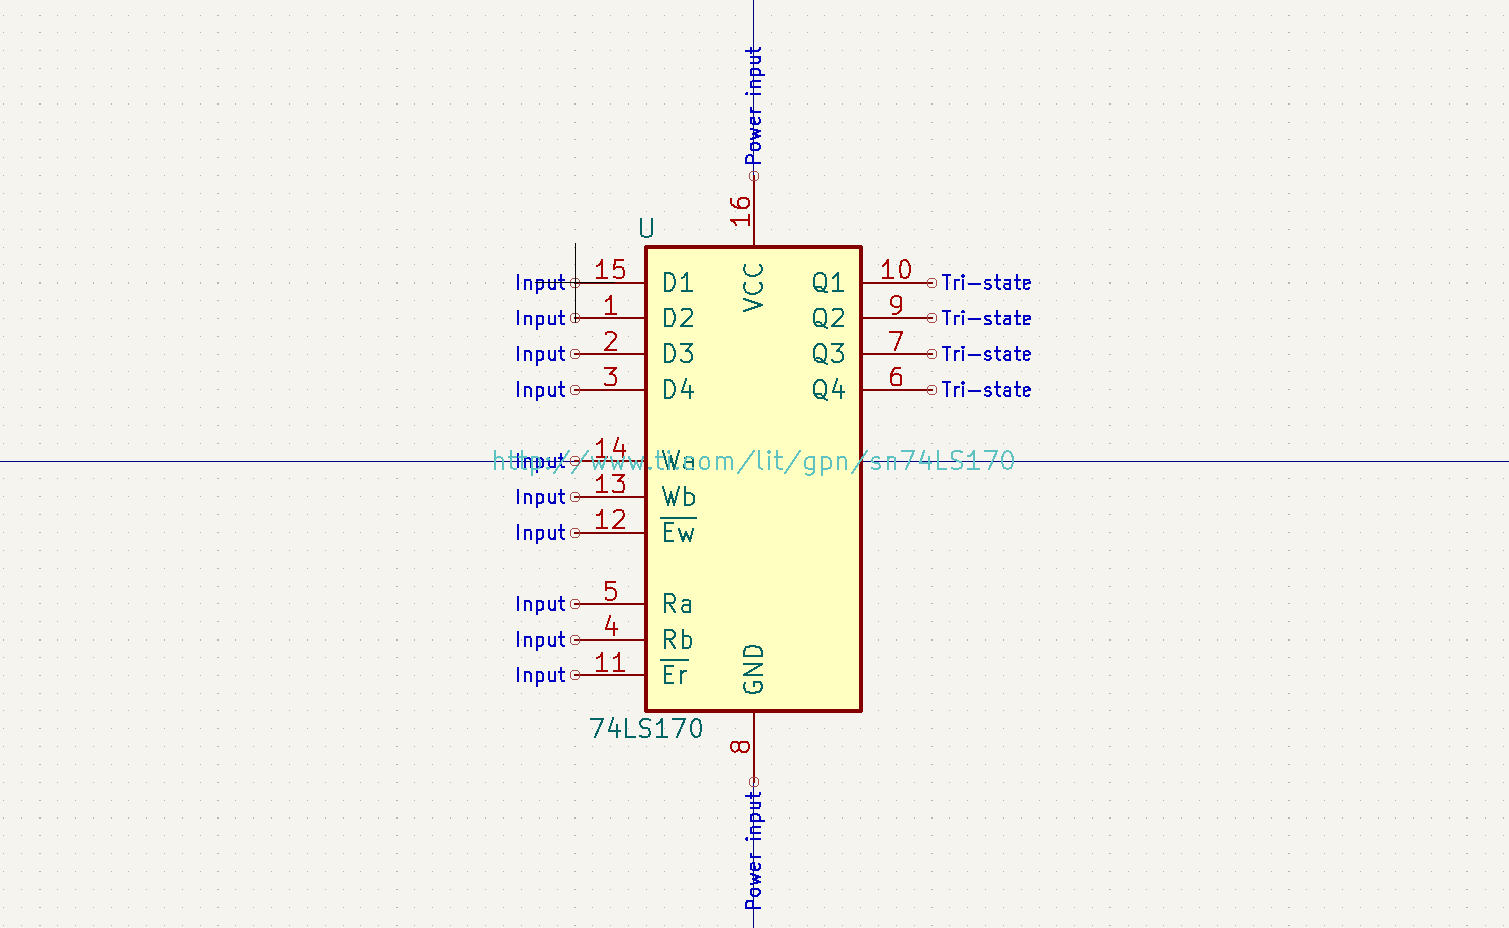 Power input
16
U
VCC
Input 15 D1 Q1 10 Tri-state
Input 1 D2 Q2 9 Tri-state
Input 2 D3 Q3 7 Tri-state
Input 3 D4 Q4 6 Tri-state
Input 14 Wa
http://www.ti.com/lit/gpn/sn74LS170
Input 13 Wb
Input 12 Ew
Input 5 Ra
Input 4 Rb
Input 11 Er
GND
74LS170
8
Power input